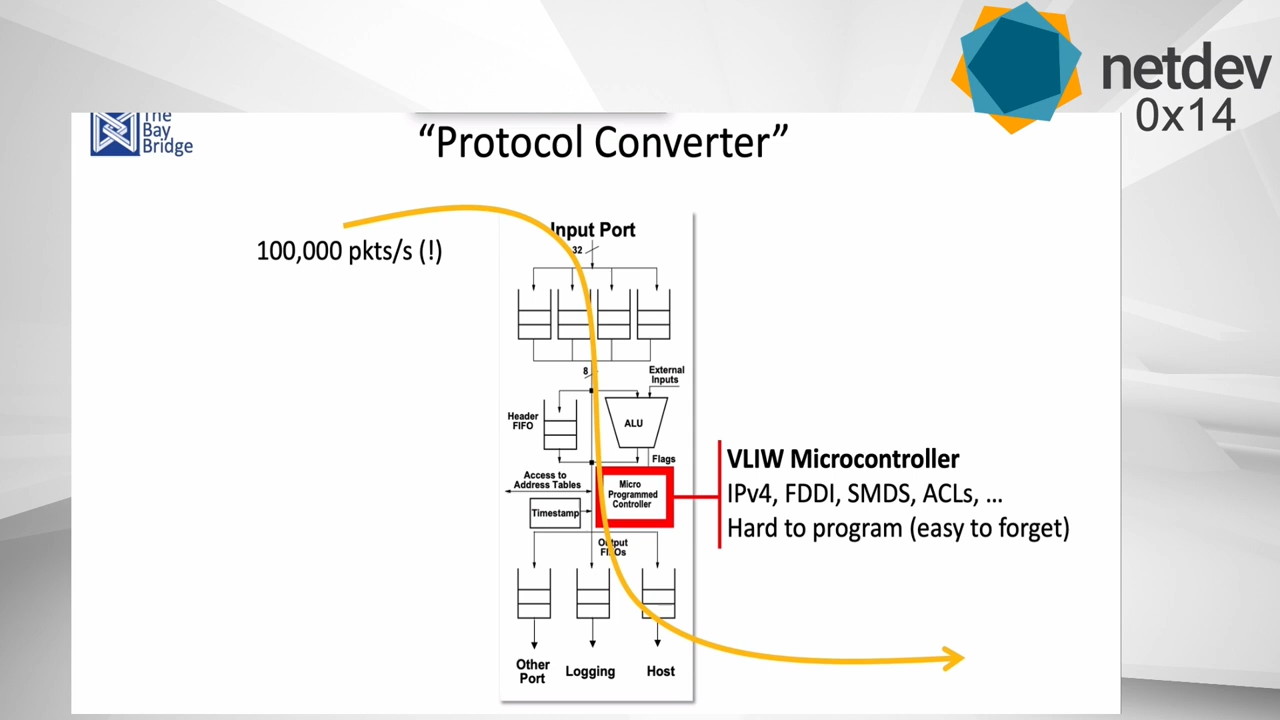 netdev
0x14
The
Bay
Bridge
“Protocol Converter”
100,000 pkts/s (!)
Input Port
32
8
External
Inputs
Header
FIFO
ALU
Flags
Access to
Address Tables
Micro
Programmed
Controller
Timestamp
Output
FIFOs
VLIW Microcontroller
IPv4, FDDI, SMDS, ACLs, ...
Hard to program (easy to forget)
Other
Port
Logging
Host